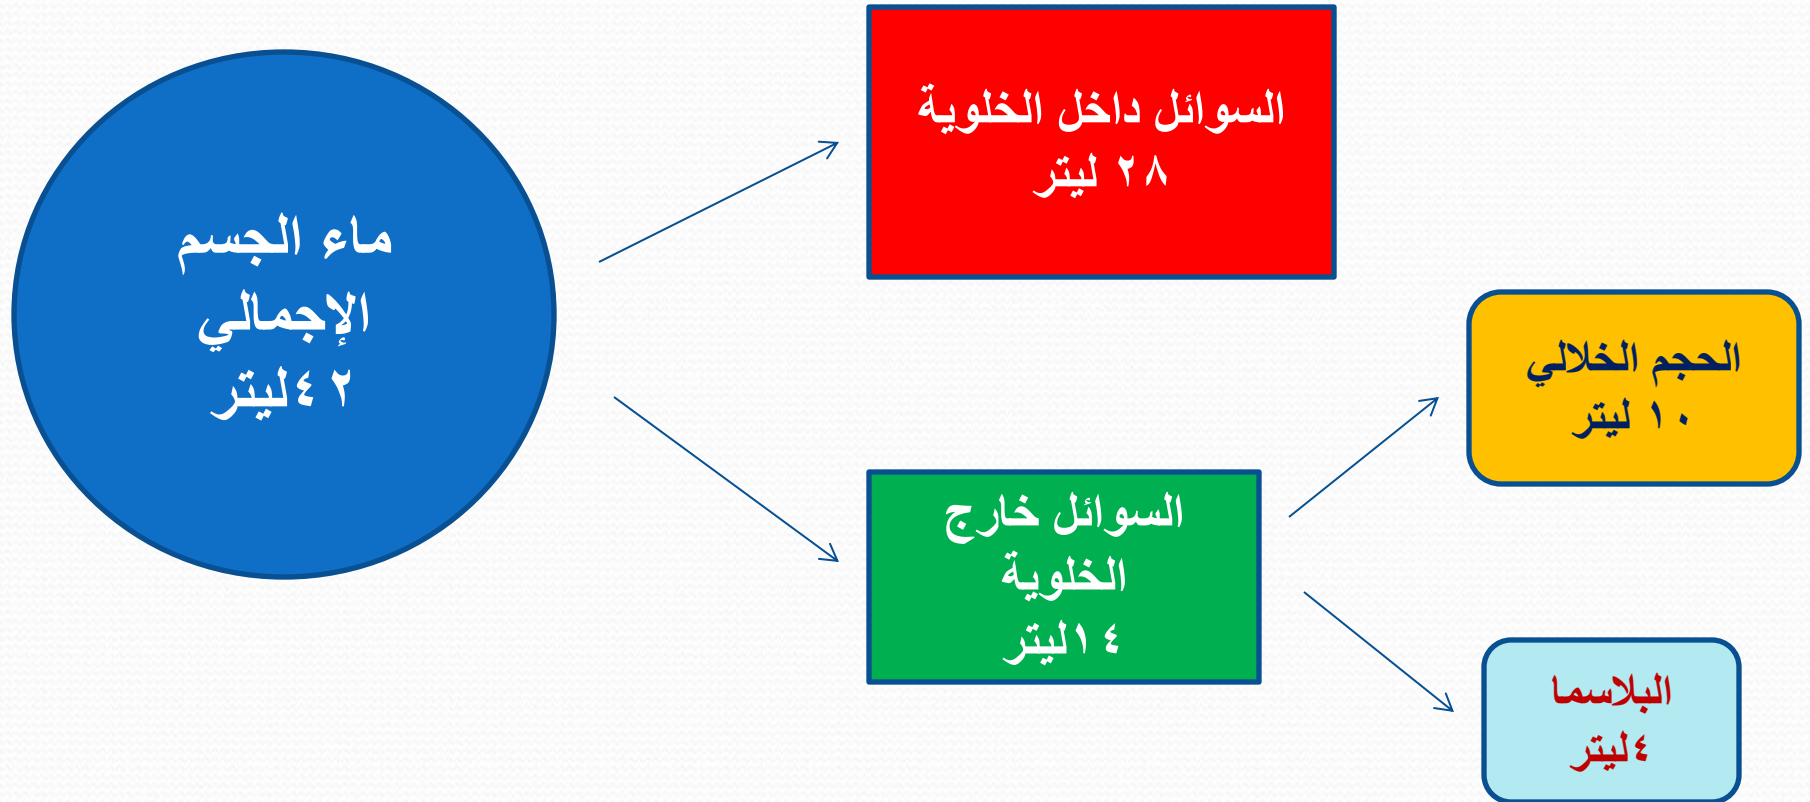 ماء الجسم
الإجمالي
٤٢ليتر
السوائل داخل الخلوية
٢٨ ليتر
السوائل خارج
الخلوية
١٤ليتر
الحجم الخلالي
١٠ ليتر
البلاسما
٤ليتر